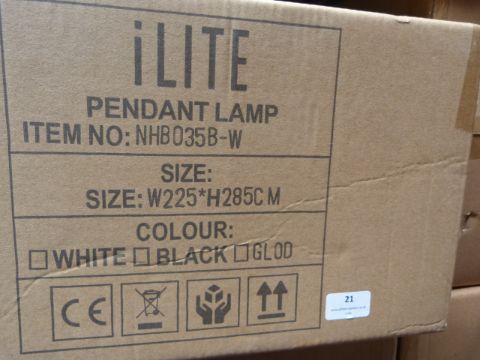 iLITE
PENDANT LAMP
ITEM NO: NHB035B-W
SIZE:
SIZE: W225*H285CM
COLOUR:
□WHITE □BLACK □GLOD
CE
21